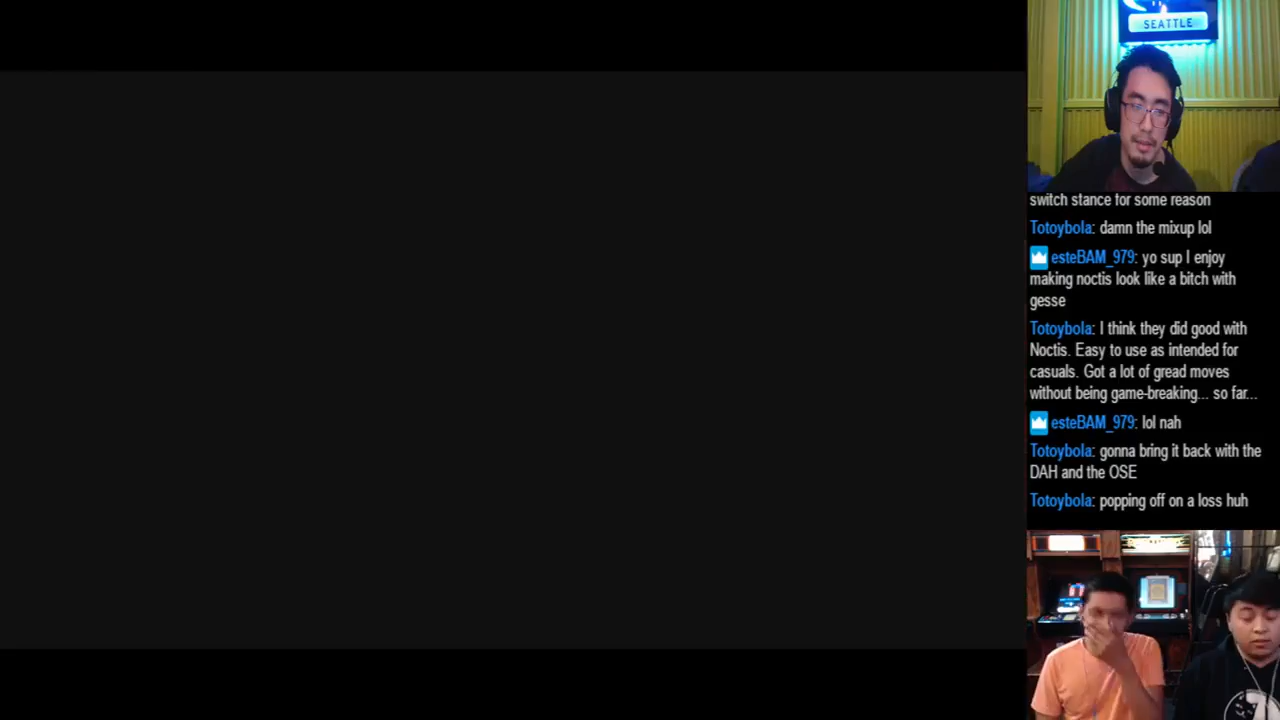 SEATTLE
switch stance for some reason
Totoybola: damn the mixup lol
esteBAM_979: yo sup I enjoy
making noctis look like a bitch with
gesse
Totoybola: I think they did good with
Noctis. Easy to use as intended for
casuals. Got a lot of gread moves
without being game-breaking... so far...
esteBAM_979: lol nah
Totoybola: gonna bring it back with the
DAH and the OSE
Totoybola: popping off on a loss huh